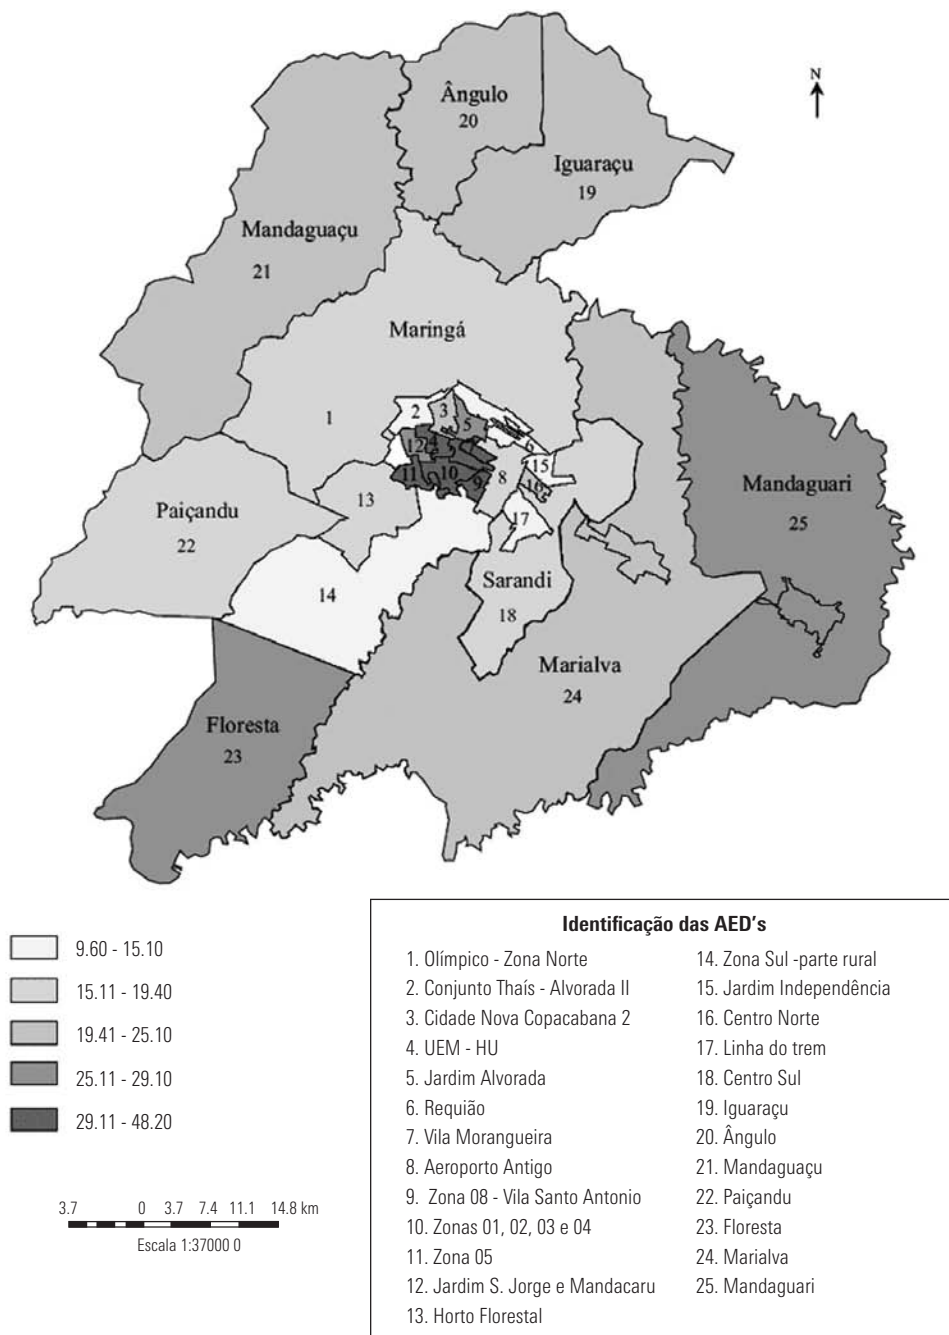 N
Ângulo
20
Iguaraçu
19
Mandaguaçu
21
Maringá
1
2
3
5
4
12
6
7
15
11
10
9
8
16
13
17
Mandaguari
25
Paiçandu
22
14
Sarandi
18
Marialva
24
Floresta
23
9.60 - 15.10
15.11 - 19.40
19.41 - 25.10
25.11 - 29.10
29.11 - 48.20
3.7 0 3.7 7.4 11.1 14.8 km
Escala 1:37000 0
Identificação das AED's
1. Olímpico - Zona Norte
2. Conjunto Thaís - Alvorada II
3. Cidade Nova Copacabana 2
4. UEM - HU
5. Jardim Alvorada
6. Requião
7. Vila Morangueira
8. Aeroporto Antigo
9. Zona 08 - Vila Santo Antonio
10. Zonas 01, 02, 03 e 04
11. Zona 05
12. Jardim S. Jorge e Mandacaru
13. Horto Florestal
14. Zona Sul -parte rural
15. Jardim Independência
16. Centro Norte
17. Linha do trem
18. Centro Sul
19. Iguaraçu
20. Ângulo
21. Mandaguaçu
22. Paiçandu
23. Floresta
24. Marialva
25. Mandaguari